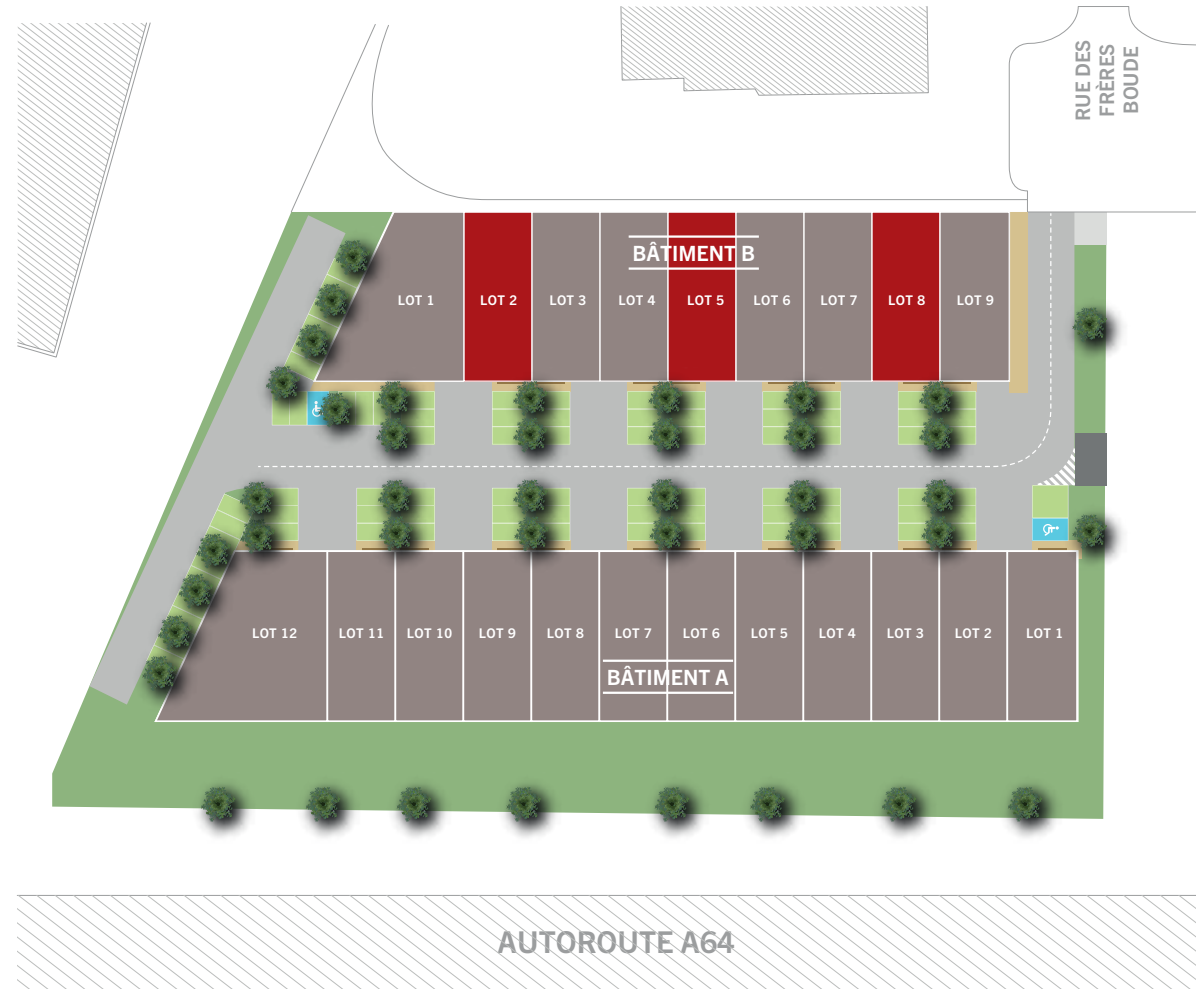 RUE DES
FRÈRES
BOUDE
BÂTIMENT B
LOT 1
LOT 2
LOT 3
LOT 4
LOT 5
LOT 6
LOT 7
LOT 8
LOT 9
LOT 12
LOT 11
LOT 10
LOT 9
LOT 8
LOT 7
LOT 6
LOT 5
LOT 4
LOT 3
LOT 2
LOT 1
BÂTIMENT A
AUTOROUTE A64